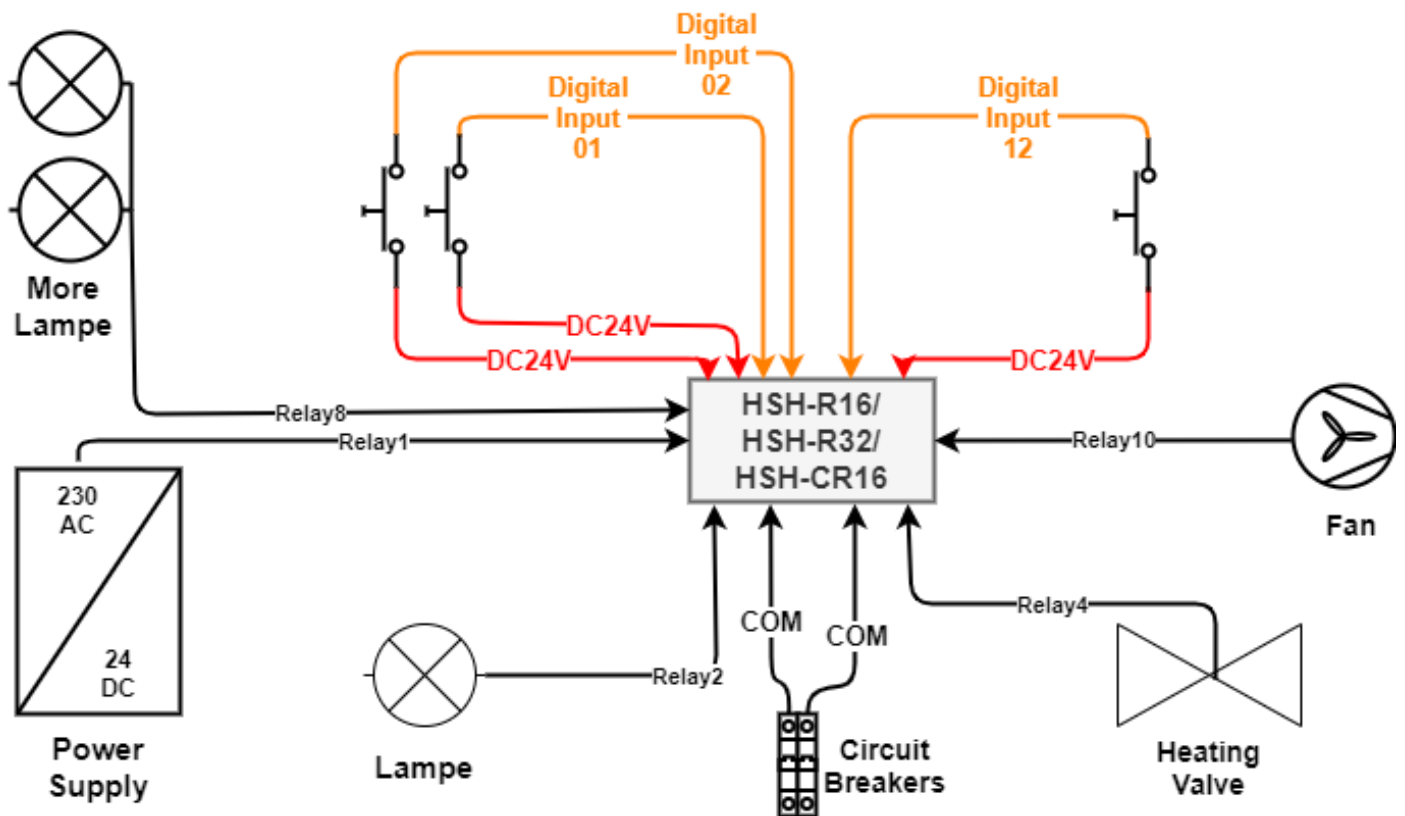 Digital
Input
02
Digital
Input
01
Digital
Input
12
More
Lampe
DC24V
DC24V
DC24V
Relay8
Relay1
HSH-R16/
HSH-R32/
HSH-CR16
Relay10
230
AC
24
DC
Fan
COM
COM
Relay4
Relay2
Power
Supply
Lampe
Circuit
Breakers
Heating
Valve